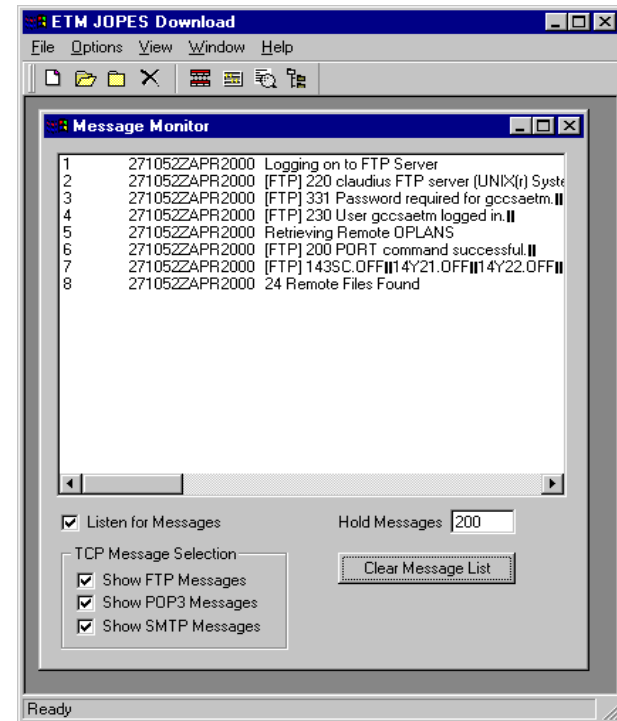 ETM JOPES Download
File Options View Window Help
Message Monitor
1 271052ZAPR2000 Logging on to FTP Server
2 271052ZAPR2000 [FTP] 220 claudius FTP server (UNIX(r) Syste
3 271052ZAPR2000 [FTP] 331 Password required for gccsaetm.
4 271052ZAPR2000 [FTP] 230 User gccsaetm logged in.
5 271052ZAPR2000 Retrieving Remote OPLANS
6 271052ZAPR2000 [FTP] 200 PORT command successful.
7 271052ZAPR2000 [FTP] 143SC.OFF||14Y21.OFF||14Y22.OFF||
8 271052ZAPR2000 24 Remote Files Found
Listen for Messages
Hold Messages 200
TCP Message Selection
Clear Message List
Show FTP Messages
Show POP3 Messages
Show SMTP Messages
Ready